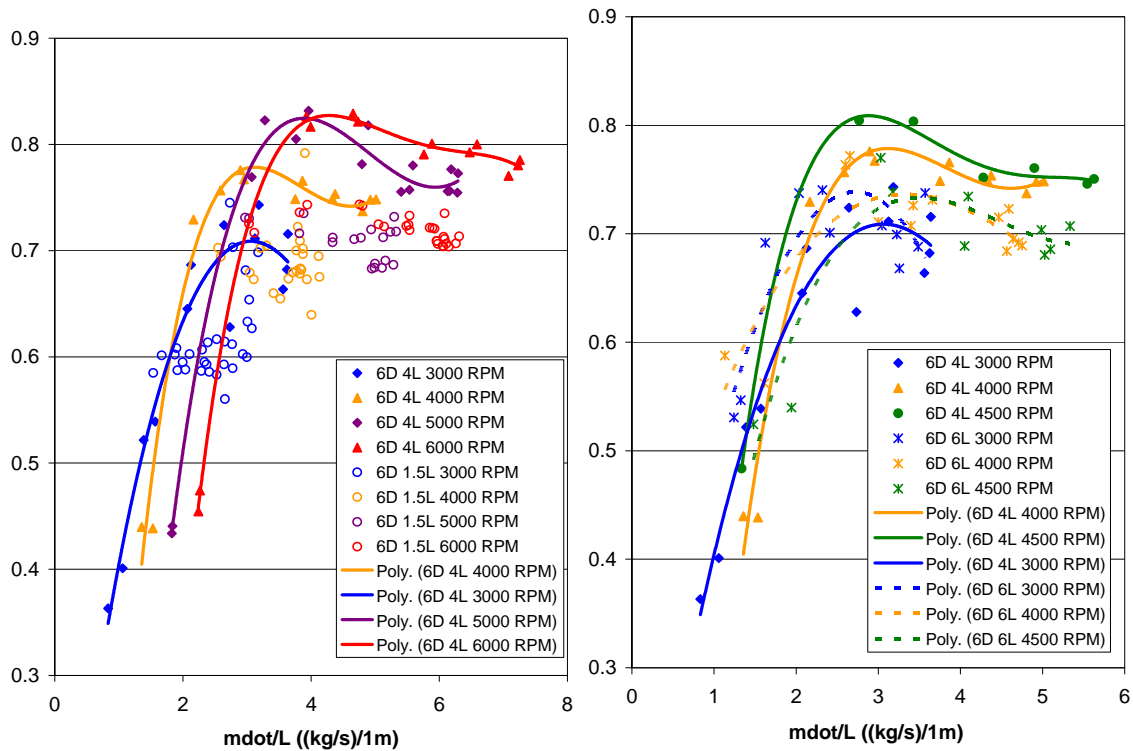 0.9
0.8
0.7
0.6
0.5
0.4
0.3
0 2 4 6 8
mdot/L ((kg/s)/1m)
6D 4L 3000 RPM
6D 4L 4000 RPM
6D 4L 5000 RPM
6D 4L 6000 RPM
6D 1.5L 3000 RPM
6D 1.5L 4000 RPM
6D 1.5L 5000 RPM
6D 1.5L 6000 RPM
Poly. (6D 4L 4000 RPM)
Poly. (6D 4L 3000 RPM)
Poly. (6D 4L 5000 RPM)
Poly. (6D 4L 6000 RPM)
0.9
0.8
0.7
0.6
0.5
0.4
0.3
0 1 2 3 4 5 6
mdot/L ((kg/s)/1m)
6D 4L 3000 RPM
6D 4L 4000 RPM
6D 4L 4500 RPM
6D 6L 3000 RPM
6D 6L 4000 RPM
6D 6L 4500 RPM
Poly. (6D 4L 4000 RPM)
Poly. (6D 4L 4500 RPM)
Poly. (6D 4L 3000 RPM)
Poly. (6D 6L 3000 RPM)
Poly. (6D 6L 4000 RPM)
Poly. (6D 6L 4500 RPM)